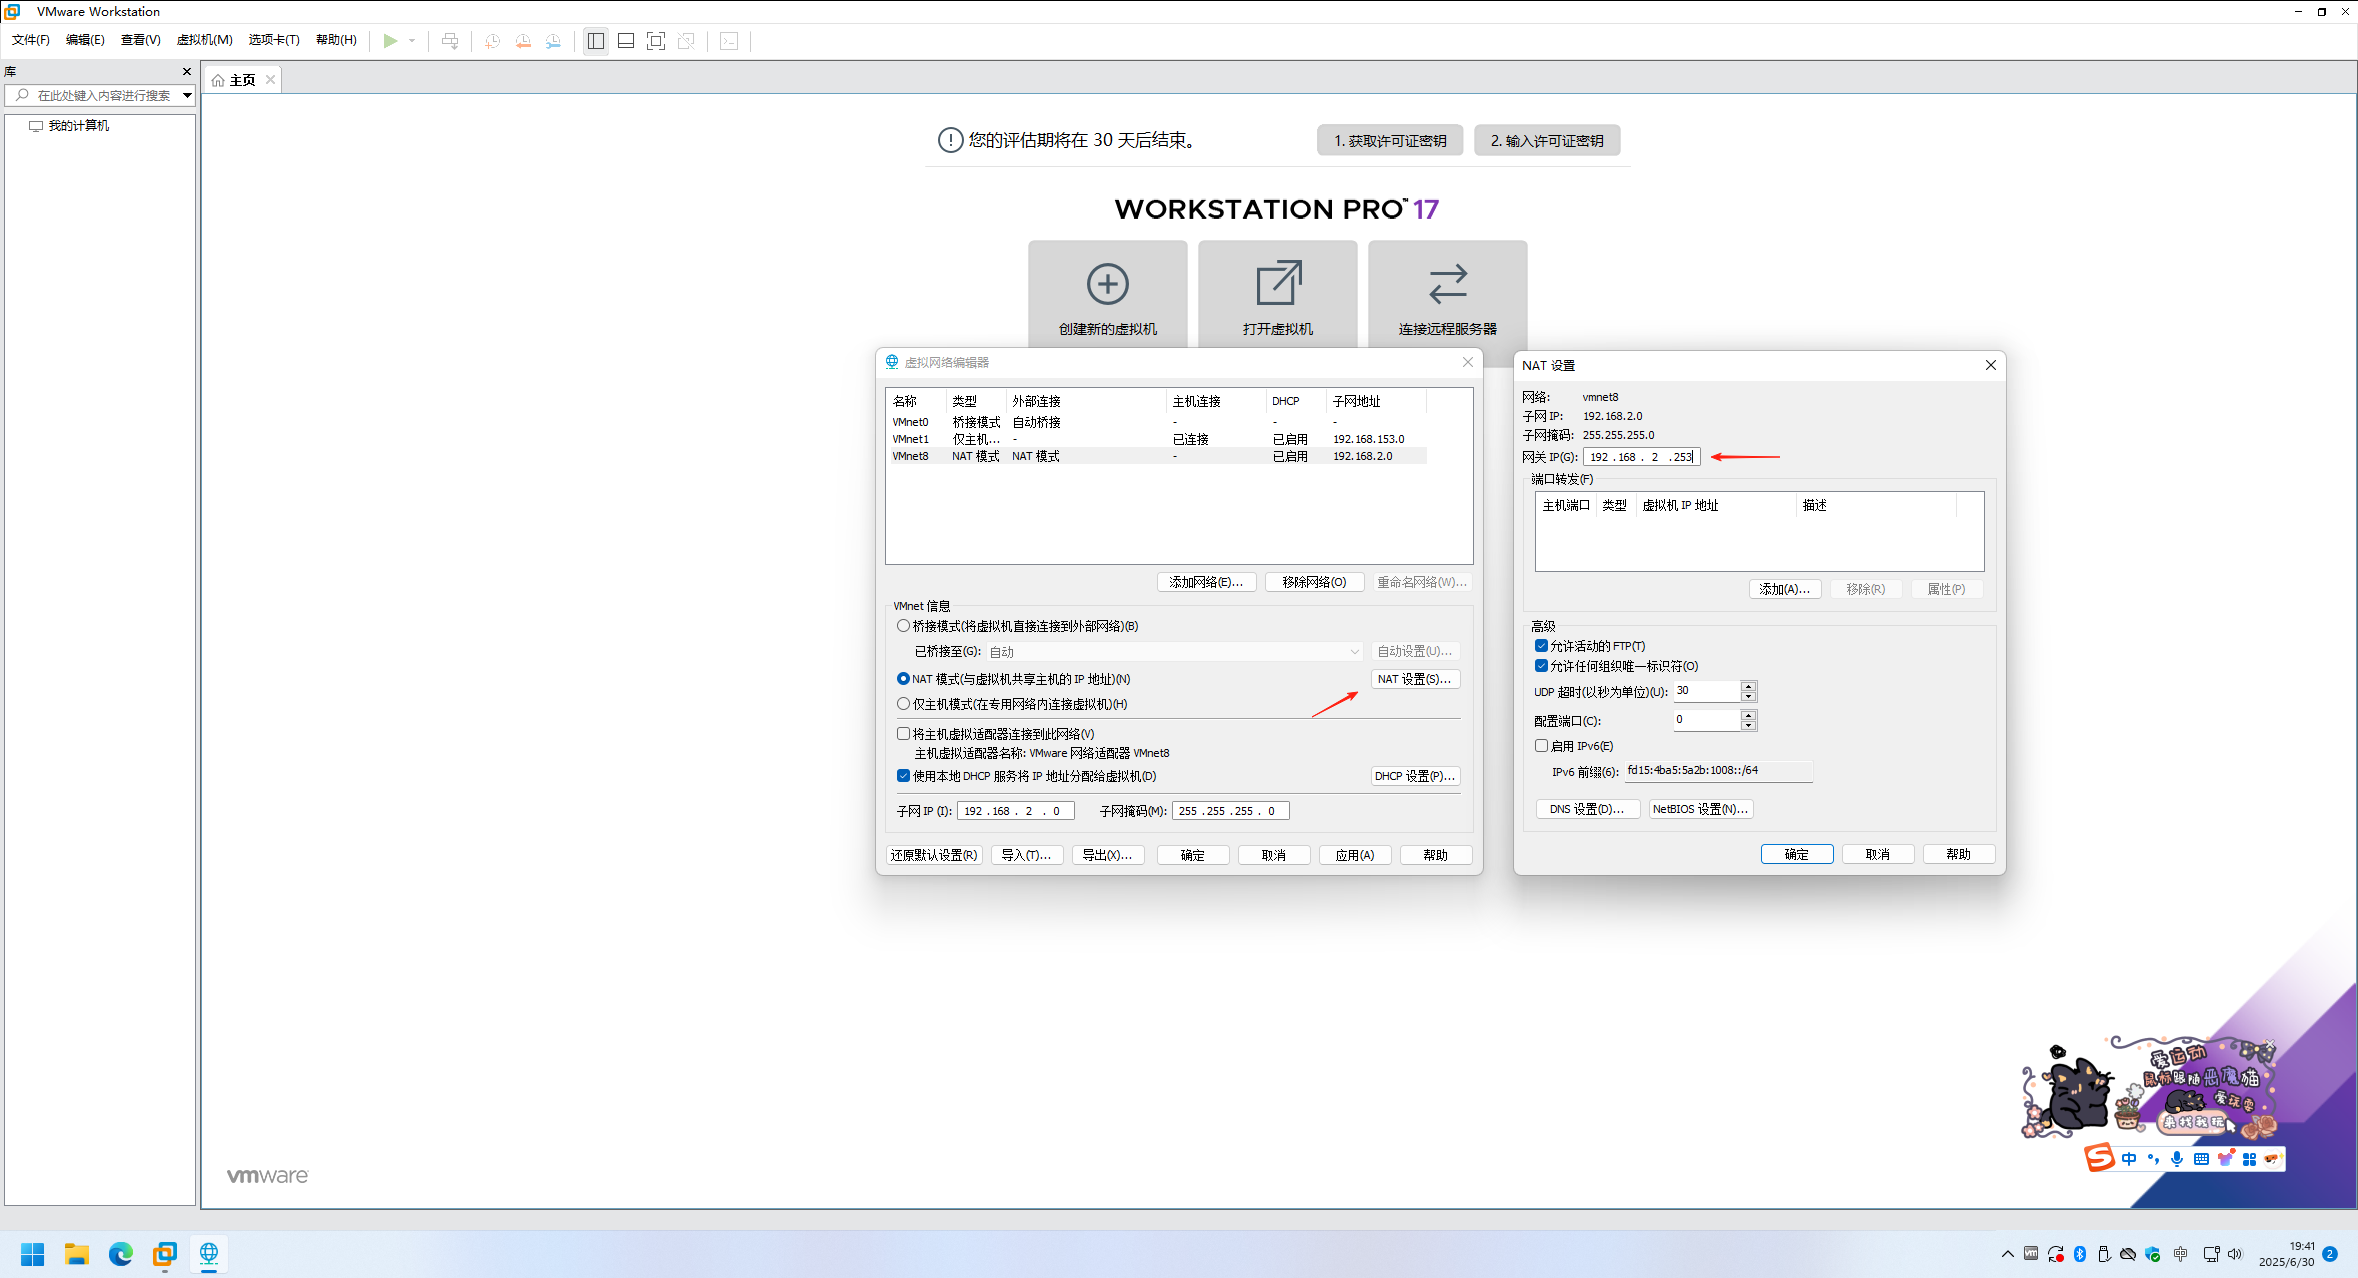 VMware Workstation
文件(F) 编辑(E) 查看(V) 虚拟机(M) 选项卡(T) 帮助(H)
库
在此处键入内容进行搜索
我的计算机
主页
您的评估期将在 30 天后结束。
1. 获取许可证密钥
2. 输入许可证密钥
WORKSTATION PRO™ 17
创建新的虚拟机
打开虚拟机
连接远程服务器
虚拟网络编辑器
名称 类型 外部连接 主机连接 DHCP 子网地址
VMnet0 桥接模式 自动桥接 - - -
VMnet1 仅主机... - 已连接 已启用 192.168.153.0
VMnet8 NAT 模式 NAT 模式 - 已启用 192.168.2.0
添加网络(E)... 移除网络(O) 重命名网络(W)...
VMnet 信息
桥接模式(将虚拟机直接连接到外部网络)(B)
已桥接至(G): 自动 自动设置(U)...
NAT 模式(与虚拟机共享主机的 IP 地址)(N) NAT 设置(S)...
仅主机模式(在专用网络内连接虚拟机)(H)
将主机虚拟适配器连接到此网络(V)
主机虚拟适配器名称: VMware 网络适配器 VMnet8
使用本地 DHCP 服务将 IP 地址分配给虚拟机(D) DHCP 设置(P)...
子网 IP (I): 192 . 168 . 2 . 0 子网掩码(M): 255 . 255 . 255 . 0
还原默认设置(R) 导入(T)... 导出(X)... 确定 取消 应用(A) 帮助
NAT 设置
网络: vmnet8
子网 IP: 192.168.2.0
子网掩码: 255.255.255.0
网关 IP(G): 192 . 168 . 2 . 253
端口转发(F)
主机端口 类型 虚拟机 IP 地址 描述
添加(A)... 移除(R) 属性(P)
高级
允许活动的 FTP(T)
允许任何组织唯一标识符(O)
UDP 超时(以秒为单位)(U): 30
配置端口(C): 0
启用 IPv6(E)
IPv6 前缀(6): fd15:4ba5:5a2b:1008::/64
DNS 设置(D)... NetBIOS 设置(N)...
确定 取消 帮助
爱运动
鼠标跟随恶魔猫
爱玩耍
来找我玩
中
vmware
中
19:41
2025/6/30
2